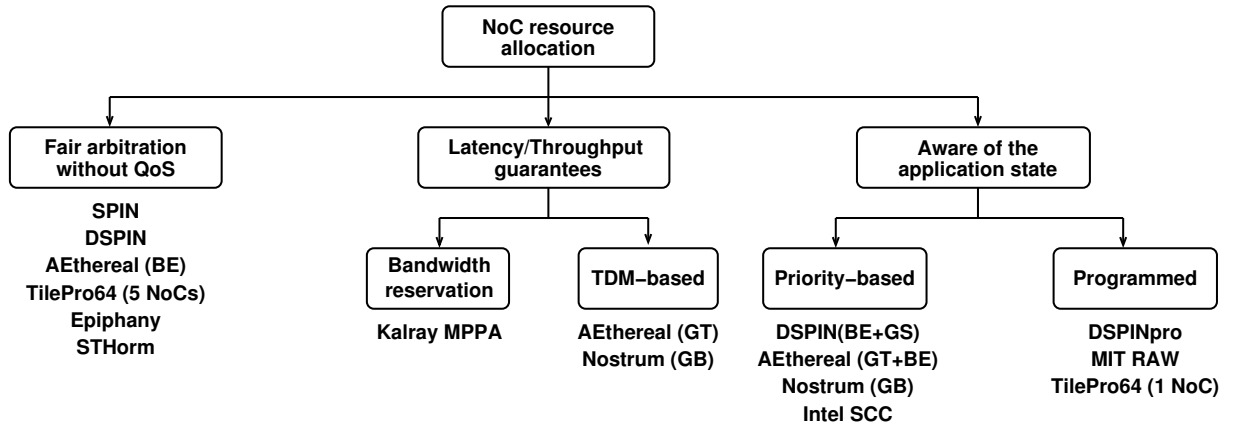 NoC resource
allocation
Fair arbitration
without QoS
Latency/Throughput
guarantees
Aware of the
application state
SPIN
DSPIN
AEthereal (BE)
TilePro64 (5 NoCs)
Epiphany
STHorm
Bandwidth
reservation
Kalray MPPA
TDM−based
AEthereal (GT)
Nostrum (GB)
Priority−based
DSPIN(BE+GS)
AEthereal (GT+BE)
Nostrum (GB)
Intel SCC
Programmed
DSPINpro
MIT RAW
TilePro64 (1 NoC)